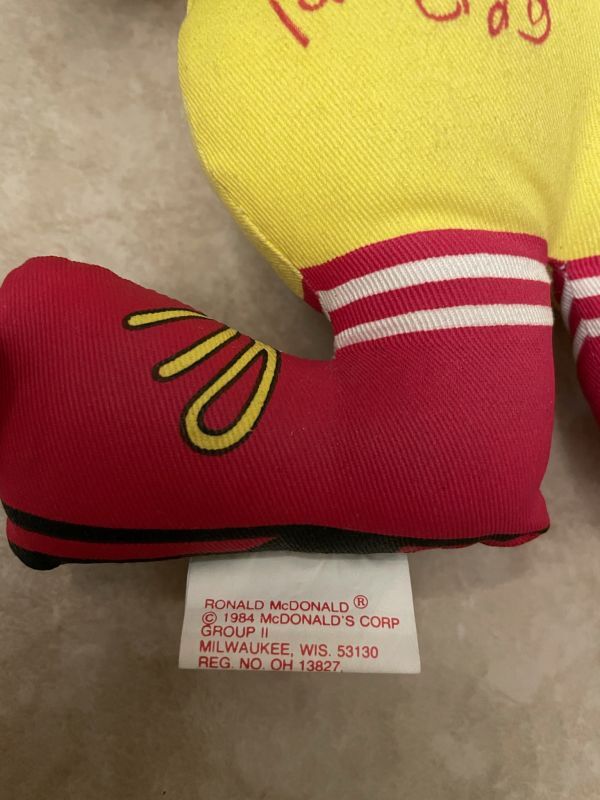 RONALD McDONALD ®
© 1984 McDONALD'S CORP
GROUP II
MILWAUKEE, WIS. 53130
REG. NO. OH 13827.